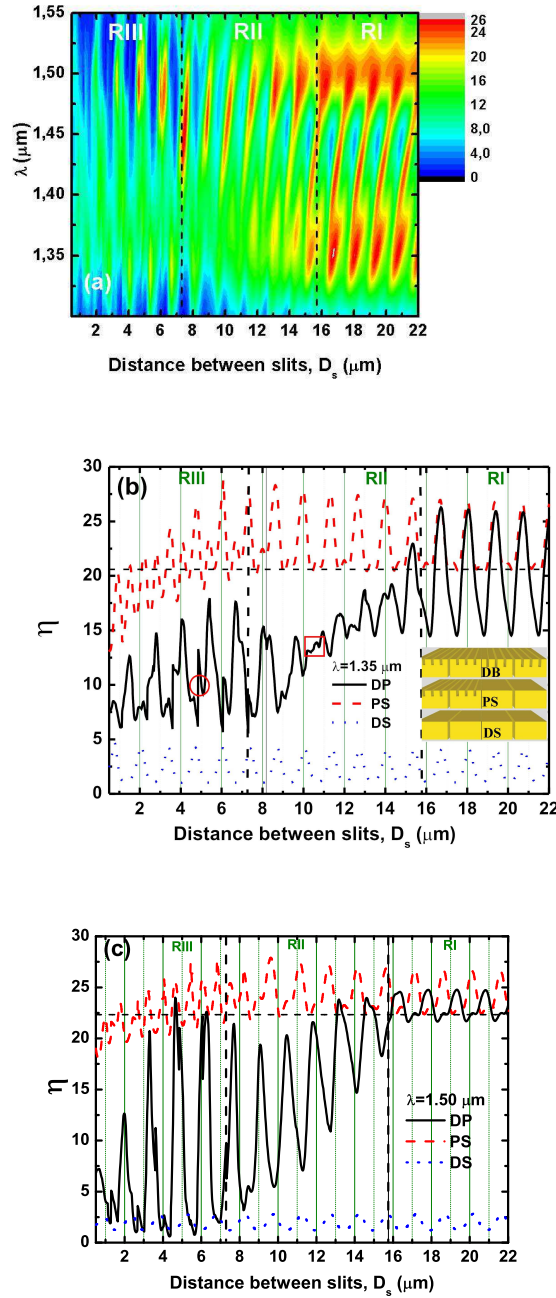 1,55
1,50
1,45
1,40
1,35
λ (μm)
RIII RII RI
(a)
26
20
16
12
8,0
4,0
0
2 4 6 8 10 12 14 16 18 20 22
Distance between slits, D_s (μm)
(b)
RIII RII RI
30
25
20
15
10
5
0
η
λ=1.35 μm
DP
PS
DS
DB
PS
DS
2 4 6 8 10 12 14 16 18 20 22
Distance between slits, D_s (μm)
(c)
RIII RII RI
30
25
20
15
10
5
0
η
λ=1.50 μm
DP
PS
DS
2 4 6 8 10 12 14 16 18 20 22
Distance between slits, D_s (μm)